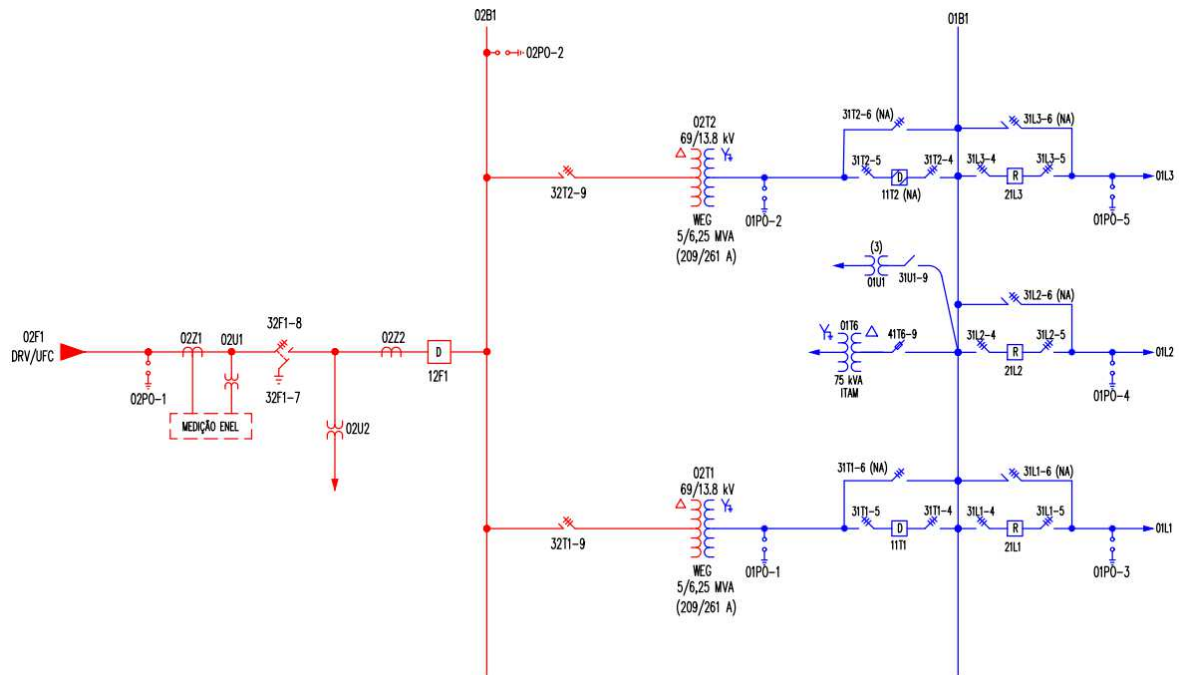 02B1
01B1
02PO-2
02T2
69/13.8 kV
WEG
5/6,25 MVA
(209/261 A)
32T2-9
01PO-2
31T2-6 (NA)
31T2-5
D
11T2 (NA)
31T2-4
31L3-6 (NA)
31L3-4
R
21L3
31L3-5
01L3
01PO-5
(3)
01U1
31U1-9
01T6
75 kVA
ITAM
41T6-9
31L2-6 (NA)
31L2-4
R
21L2
31L2-5
01L2
01PO-4
02F1
DRV/UFC
02PO-1
02Z1
02U1
MEDIÇÃO ENEL
32F1-8
32F1-7
02U2
02Z2
D
12F1
02T1
69/13.8 kV
WEG
5/6,25 MVA
(209/261 A)
32T1-9
01PO-1
31T1-6 (NA)
31T1-5
D
11T1
31T1-4
31L1-6 (NA)
31L1-4
R
21L1
31L1-5
01L1
01PO-3